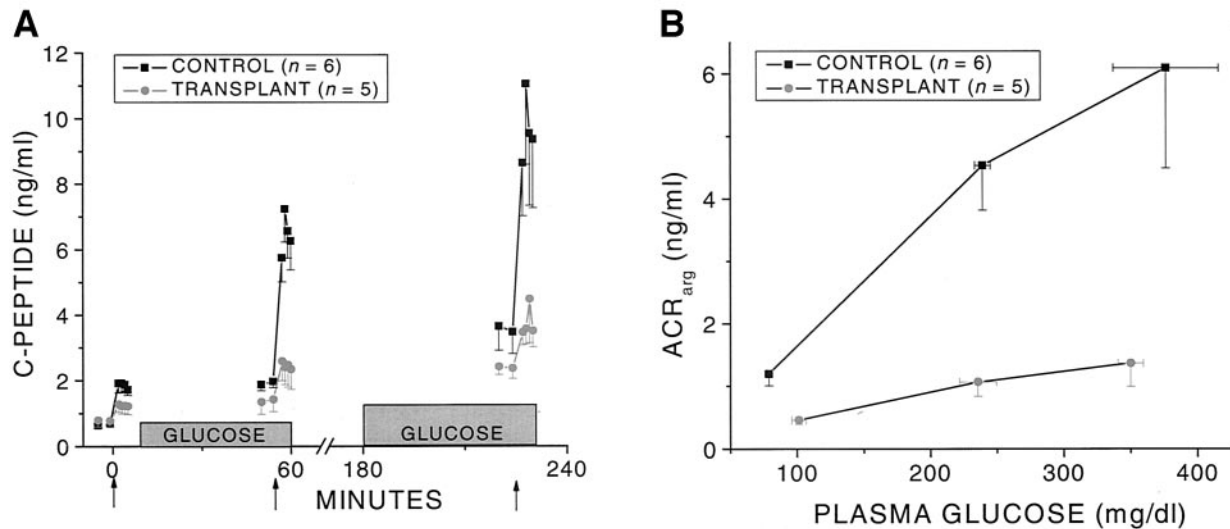 A
C-PEPTIDE (ng/ml)
12
10
8
6
4
2
0
CONTROL (n = 6)
TRANSPLANT (n = 5)
GLUCOSE
GLUCOSE
0
60
180
240
MINUTES
B
ACRarg (ng/ml)
6
4
2
0
CONTROL (n = 6)
TRANSPLANT (n = 5)
100
200
300
400
PLASMA GLUCOSE (mg/dl)